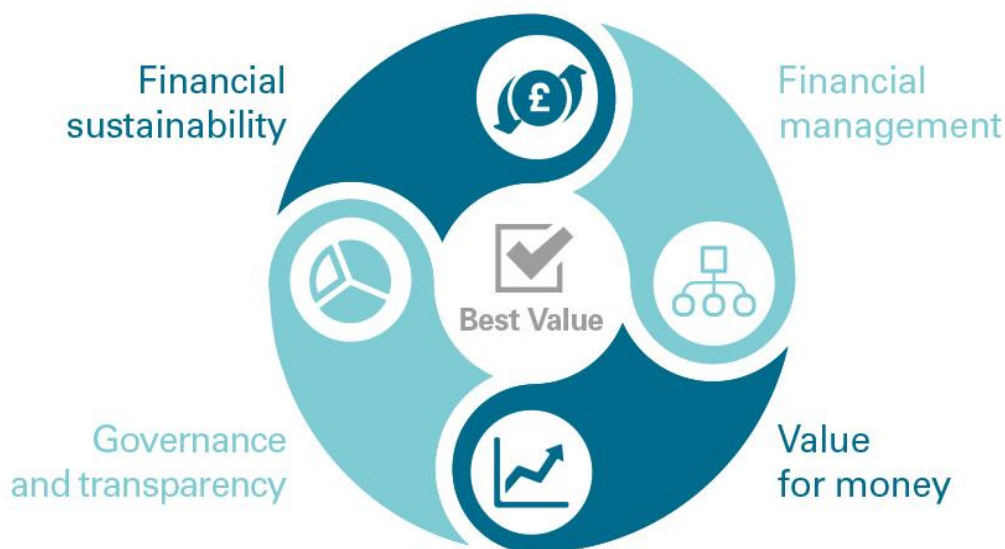 Financial
sustainability
Financial
management
£
Best Value
Governance
and transparency
Value
for money